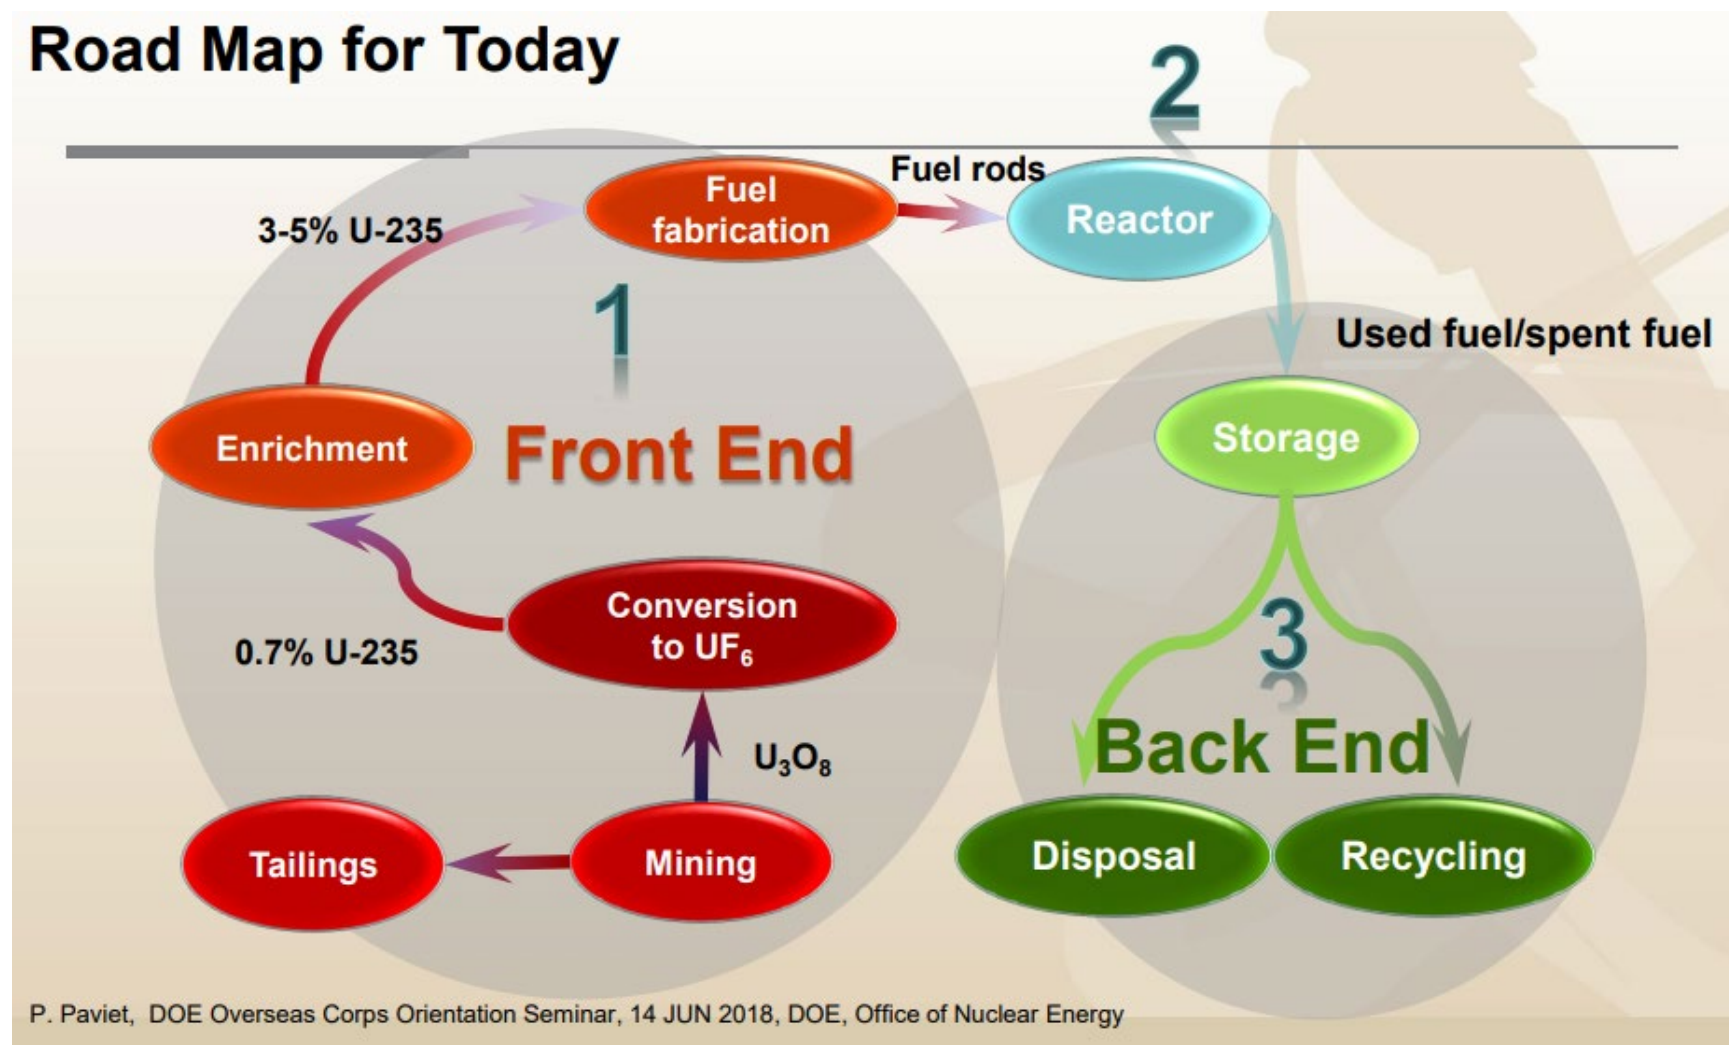 Road Map for Today
2
Fuel rods
Fuel
fabrication
Reactor
3-5% U-235
1
Used fuel/spent fuel
Enrichment
Front End
Storage
Conversion
to UF₆
0.7% U-235
3
Back End
U₃O₈
Tailings
Mining
Disposal
Recycling
P. Paviet, DOE Overseas Corps Orientation Seminar, 14 JUN 2018, DOE, Office of Nuclear Energy